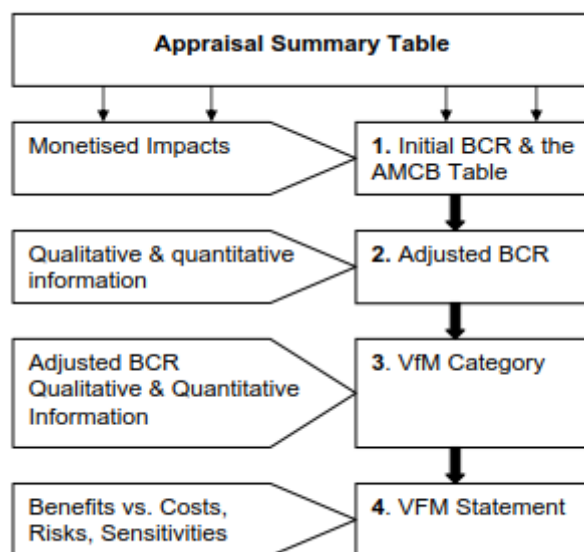 Appraisal Summary Table
Monetised Impacts
1. Initial BCR & the
AMCB Table
Qualitative & quantitative
information
2. Adjusted BCR
Adjusted BCR
Qualitative & Quantitative
Information
3. VfM Category
Benefits vs. Costs,
Risks, Sensitivities
4. VFM Statement